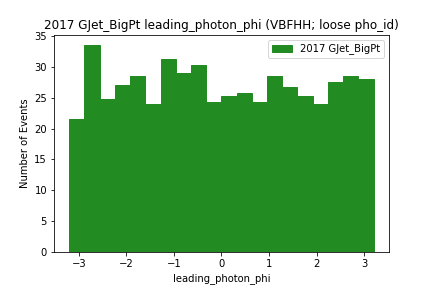 2017 GJet_BigPt leading_photon_phi (VBFHH; loose pho_id)
2017 GJet_BigPt
Number of Events
35
30
25
20
15
10
5
0
−3 −2 −1 0 1 2 3
leading_photon_phi